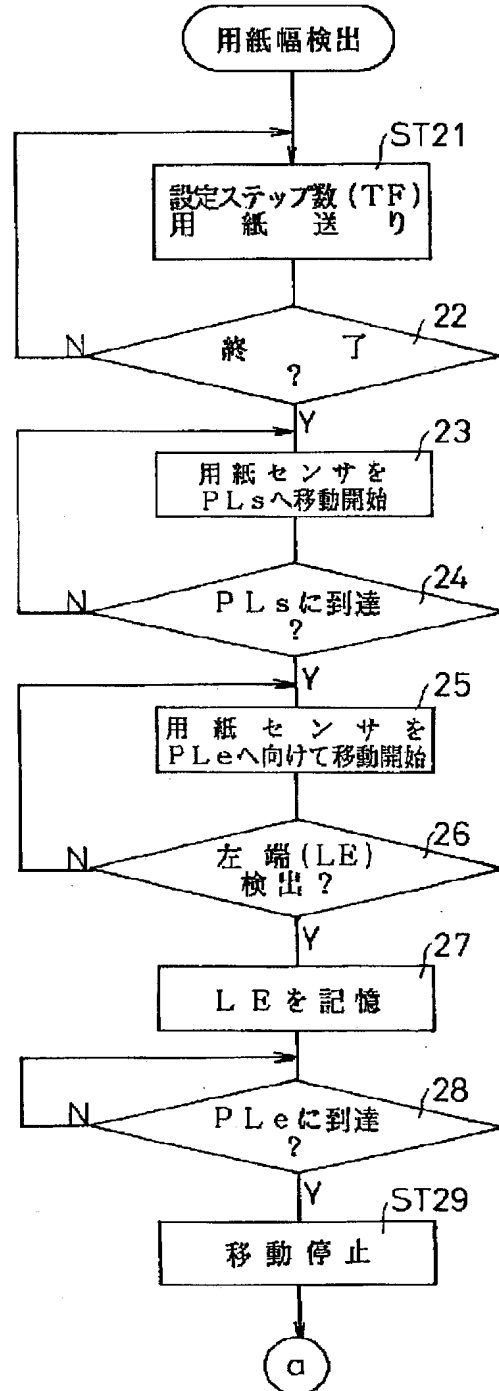 用紙幅検出
ST21
設定ステップ数(TF)
用紙送り
22
終了
?
N
Y
23
用紙センサを
PLsへ移動開始
24
PLsに到達
?
N
Y
25
用紙センサを
PLeへ向けて移動開始
26
左端(LE)
検出?
N
Y
27
LEを記憶
28
PLeに到達
?
N
Y
ST29
移動停止
a